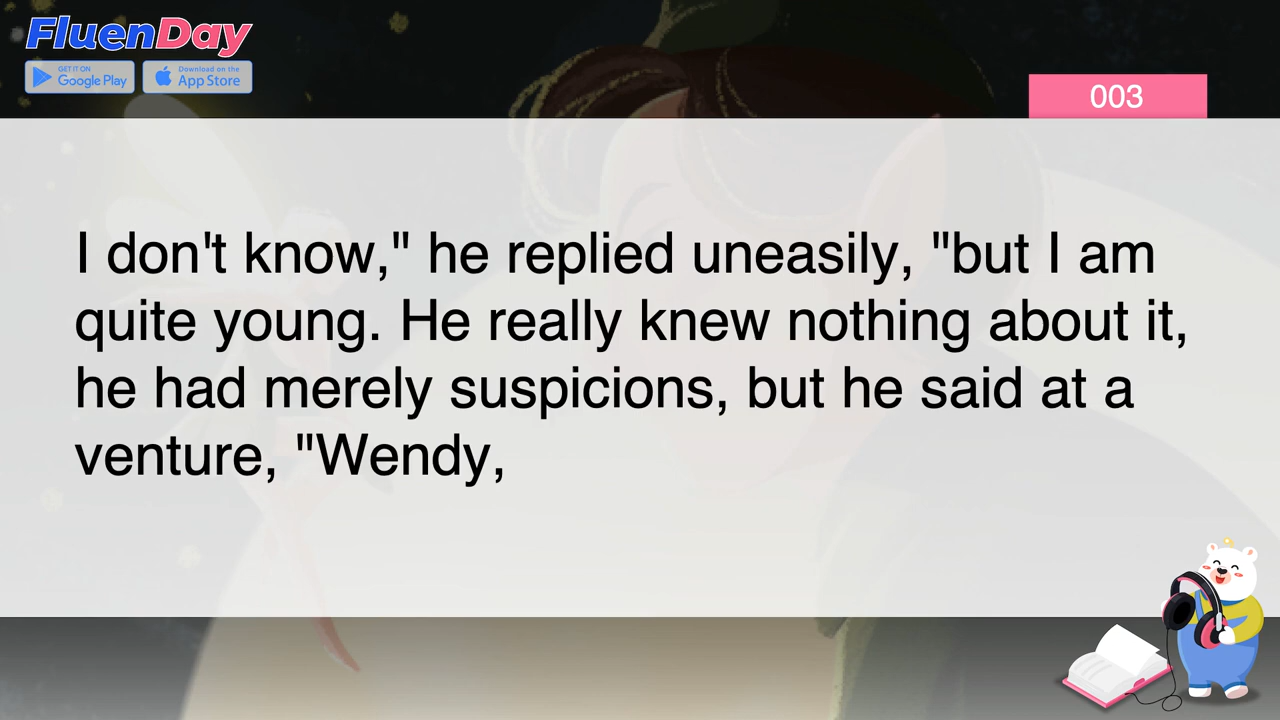 FluenDay
GET IT ON
Google Play
Download on the
App Store
003
I don't know," he replied uneasily, "but I am
quite young. He really knew nothing about it,
he had merely suspicions, but he said at a
venture, "Wendy,